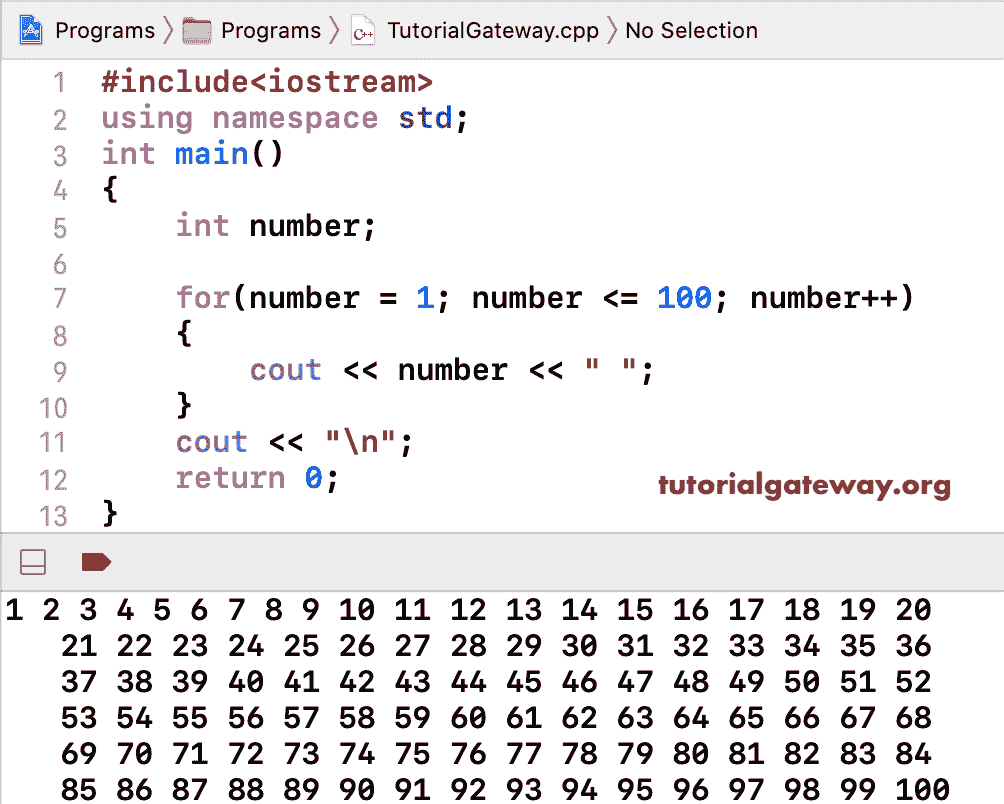 Programs Programs TutorialGateway.cpp No Selection
1 #include<iostream>
2 using namespace std;
3 int main()
4 {
5     int number;
6
7     for(number = 1; number <= 100; number++)
8     {
9         cout << number << " ";
10     }
11     cout << "\n";
12     return 0;
tutorialgateway.org
13 }
1 2 3 4 5 6 7 8 9 10 11 12 13 14 15 16 17 18 19 20
21 22 23 24 25 26 27 28 29 30 31 32 33 34 35 36
37 38 39 40 41 42 43 44 45 46 47 48 49 50 51 52
53 54 55 56 57 58 59 60 61 62 63 64 65 66 67 68
69 70 71 72 73 74 75 76 77 78 79 80 81 82 83 84
85 86 87 88 89 90 91 92 93 94 95 96 97 98 99 100